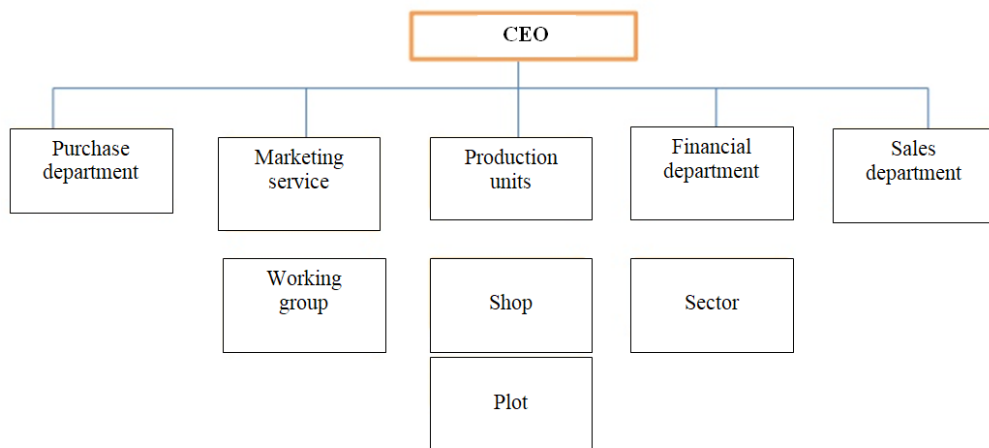 CEO
Purchase
department
Marketing
service
Production
units
Financial
department
Sales
department
Working
group
Shop
Sector
Plot